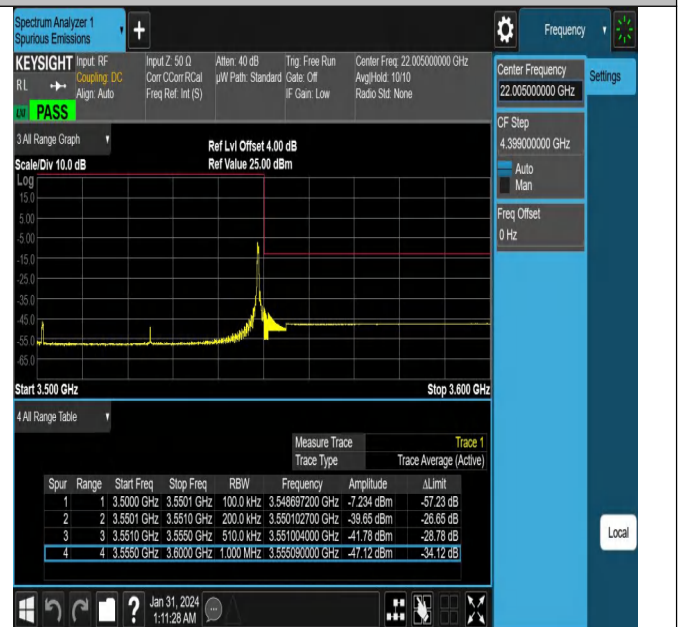 Spectrum Analyzer 1
Spurious Emissions
+
Frequency
KEYSIGHT Input: RF Input Z: 50 Ω Atten: 40 dB Trig: Free Run Center Freq: 22.005000000 GHz
RL Coupling: DC Corr CCorr RCal µW Path: Standard Gate: Off Avg|Hold: 10/10
Align: Auto Freq Ref: Int (S) IF Gain: Low Radio Std: None
LXI PASS
Center Frequency
22.005000000 GHz
Settings
CF Step
4.399000000 GHz
Auto
Man
Freq Offset
0 Hz
3 All Range Graph
Ref Lvl Offset 4.00 dB
Scale/Div 10.0 dB Ref Value 25.00 dBm
Log
15.0
5.00
-5.00
-15.0
-25.0
-35.0
-45.0
-55.0
-65.0
Start 3.500 GHz Stop 3.600 GHz
4 All Range Table
Measure Trace Trace 1
Trace Type Trace Average (Active)
Spur Range Start Freq Stop Freq RBW Frequency Amplitude ΔLimit
1 1 3.5000 GHz 3.5501 GHz 100.0 kHz 3.548697200 GHz -7.234 dBm -57.23 dB
2 2 3.5501 GHz 3.5510 GHz 200.0 kHz 3.550102700 GHz -39.65 dBm -26.65 dB
3 3 3.5510 GHz 3.5550 GHz 510.0 kHz 3.551004000 GHz -41.78 dBm -28.78 dB
4 4 3.5550 GHz 3.6000 GHz 1.000 MHz 3.555090000 GHz -47.12 dBm -34.12 dB
Local
?
Jan 31, 2024
1:11:28 AM